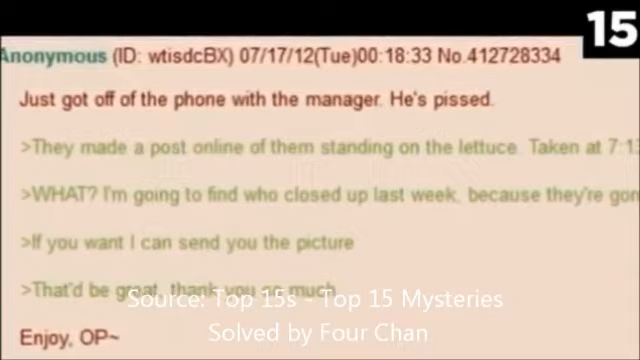 15
Anonymous (ID: wtisdcBX) 07/17/12(Tue)00:18:33 No.412728334
Just got off of the phone with the manager. He's pissed.
>They made a post online of them standing on the lettuce. Taken at 7:13
>WHAT? I'm going to find who closed up last week, because they're gon
>If you want I can send you the picture
>That'd be great, thank you so much
Source: Top 15s - Top 15 Mysteries
Solved by Four Chan
Enjoy, OP~